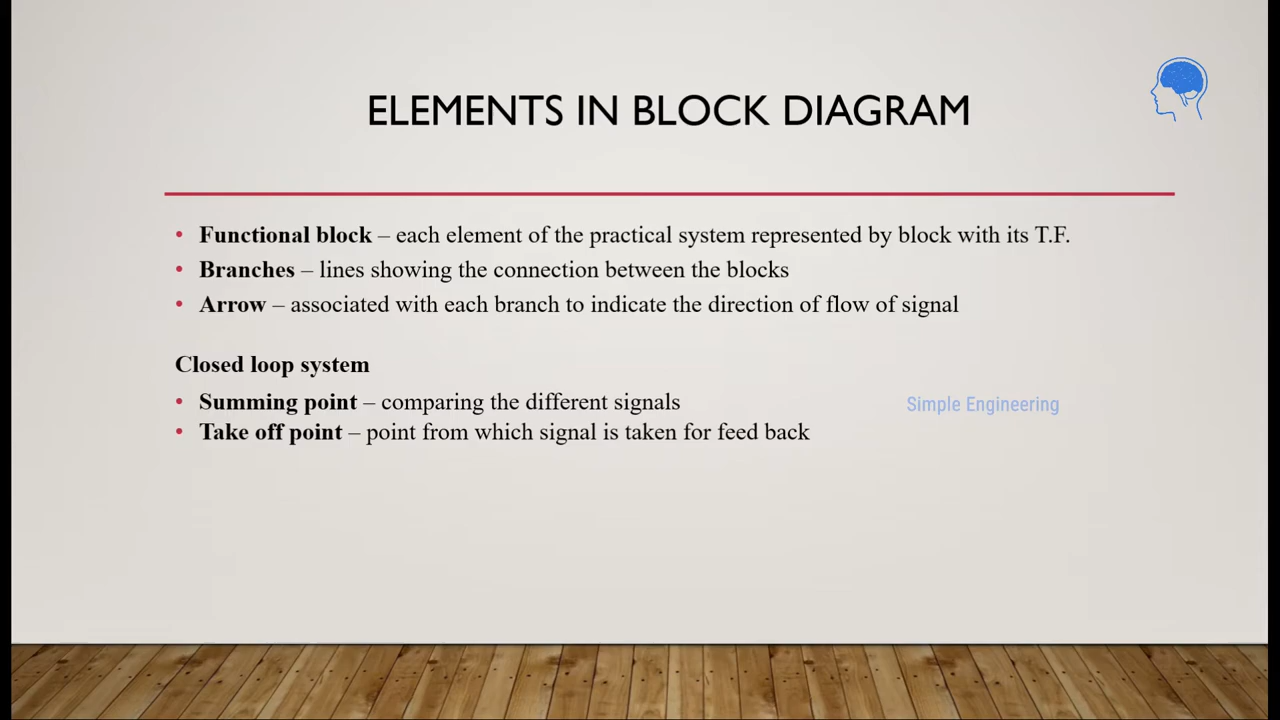 ELEMENTS IN BLOCK DIAGRAM
• Functional block – each element of the practical system represented by block with its T.F.
• Branches – lines showing the connection between the blocks
• Arrow – associated with each branch to indicate the direction of flow of signal
Closed loop system
• Summing point – comparing the different signals
Simple Engineering
• Take off point – point from which signal is taken for feed back